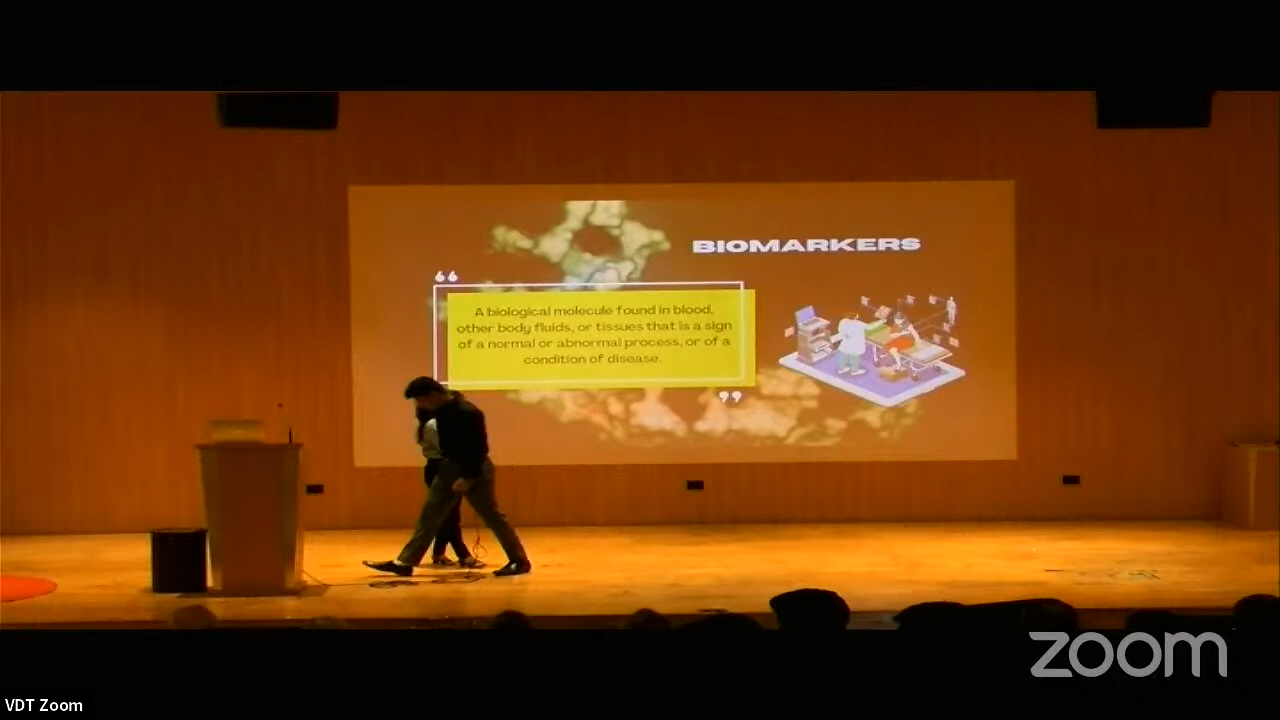 BIOMARKERS
“
A biological molecule found in blood,
other body fluids, or tissues that is a sign
of a normal or abnormal process, or of a
condition of disease.
”
zoom
VDT Zoom